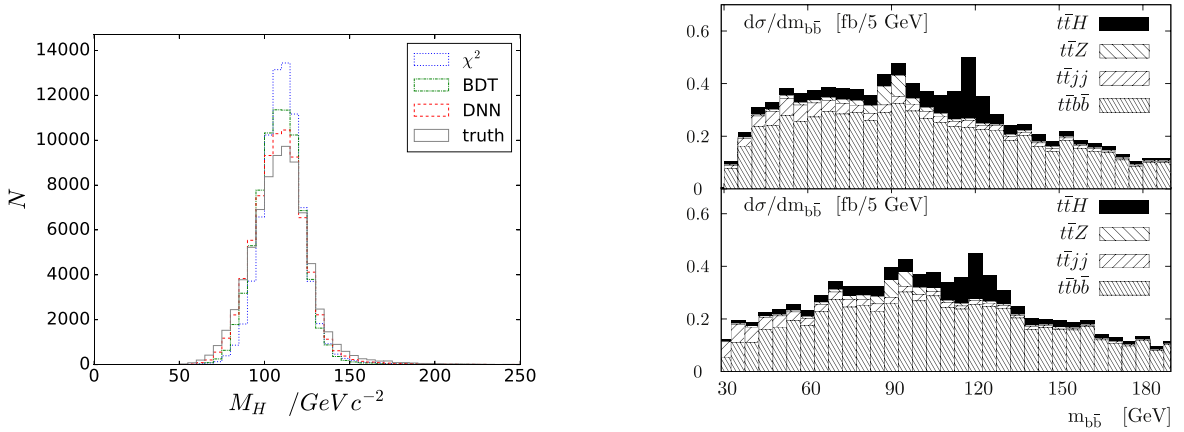 14000
12000
10000
8000
6000
4000
2000
0
N
χ²
BDT
DNN
truth
0 50 100 150 200 250
M_H /GeV c⁻²
dσ/dm_bb̄ [fb/5 GeV]
0.6
0.4
0.2
0
tt̄H
tt̄Z
tt̄jj
tt̄bb̄
dσ/dm_bb̄ [fb/5 GeV]
0.6
0.4
0.2
0
tt̄H
tt̄Z
tt̄jj
tt̄bb̄
30 60 90 120 150 180
m_bb̄ [GeV]